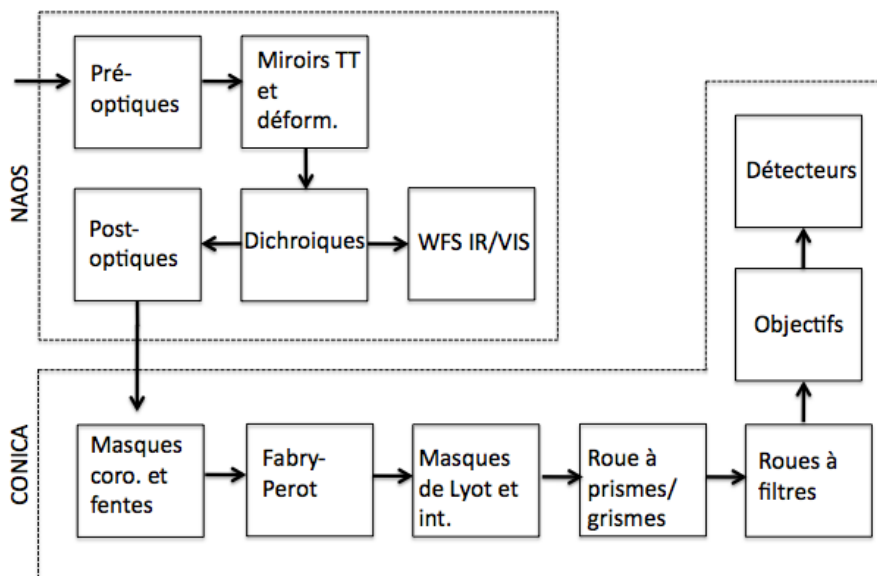 NAOS
Pré-
optiques
Miroirs TT
et
déform.
Post-
optiques
Dichroiques
WFS IR/VIS
CONICA
Masques
coro. et
fentes
Fabry-
Perot
Masques
de Lyot et
int.
Roue à
prismes/
grismes
Roues à
filtres
Objectifs
Détecteurs